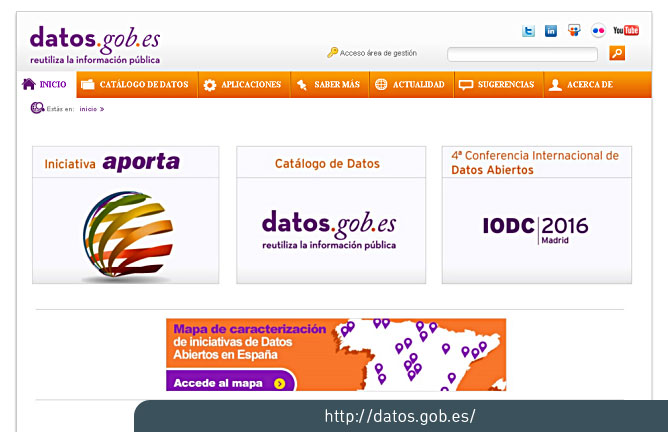 datos.gob.es
reutiliza la información pública
in
YouTube
Acceso área de gestión
INICIO
CATÁLOGO DE DATOS
APLICACIONES
SABER MÁS
ACTUALIDAD
SUGERENCIAS
ACERCA DE
Estás en: inicio >
Iniciativa aporta
Catálogo de Datos
datos.gob.es
reutiliza la información pública
4ª Conferencia Internacional de
Datos Abiertos
IODC 2016
Madrid
Mapa de caracterización
de iniciativas de Datos
Abiertos en España
Accede al mapa
http://datos.gob.es/